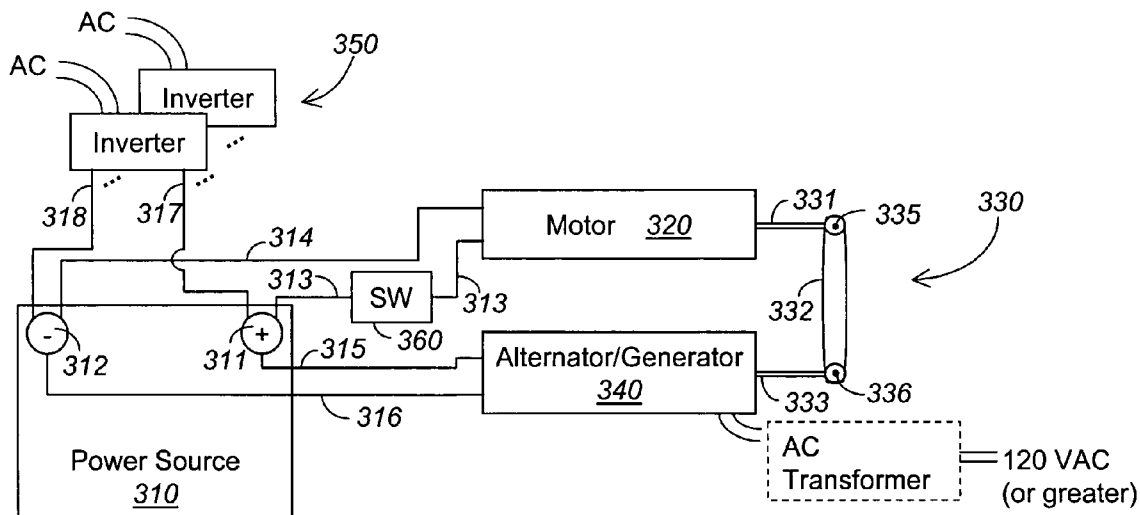 AC
350
AC
Inverter
Inverter
318
317
314
331
335
330
Motor 320
313
SW
313
332
360
-
312
+
311
315
Alternator/Generator
340
316
333
336
Power Source
310
AC
Transformer
120 VAC
(or greater)